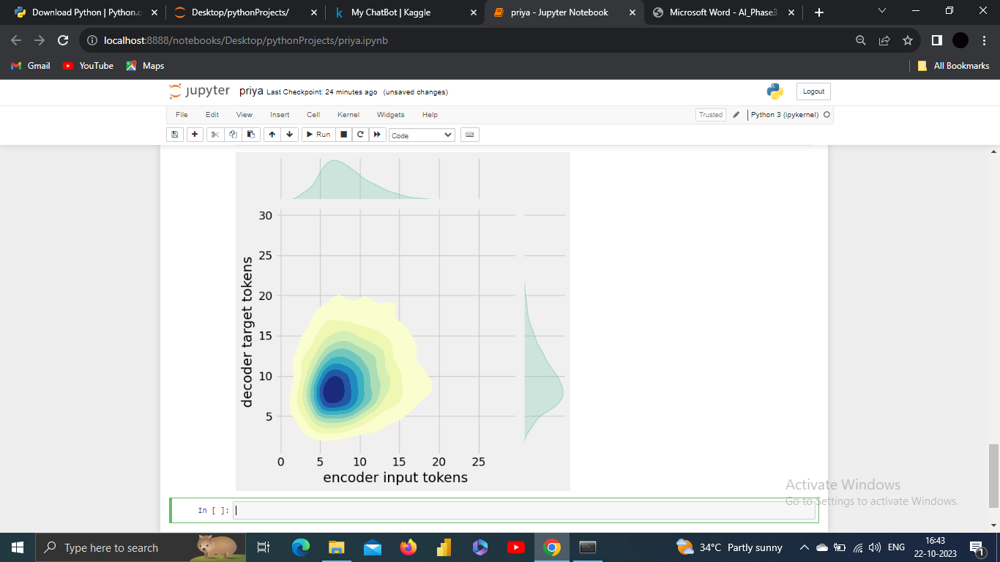 Download Python | Python.o
Desktop/pythonProjects/
My ChatBot | Kaggle
priya - Jupyter Notebook
Microsoft Word - AI_Phase3
localhost:8888/notebooks/Desktop/pythonProjects/priya.ipynb
Gmail YouTube Maps All Bookmarks
jupyter priya Last Checkpoint: 24 minutes ago (unsaved changes) Logout
File Edit View Insert Cell Kernel Widgets Help Trusted Python 3 (ipykernel)
Run Code
30
25
20
15
10
5
decoder target tokens
0 5 10 15 20 25
encoder input tokens
Activate Windows
Go to Settings to activate Windows.
In [ ]:
Type here to search
34°C Partly sunny
ENG
16:43
22-10-2023
1